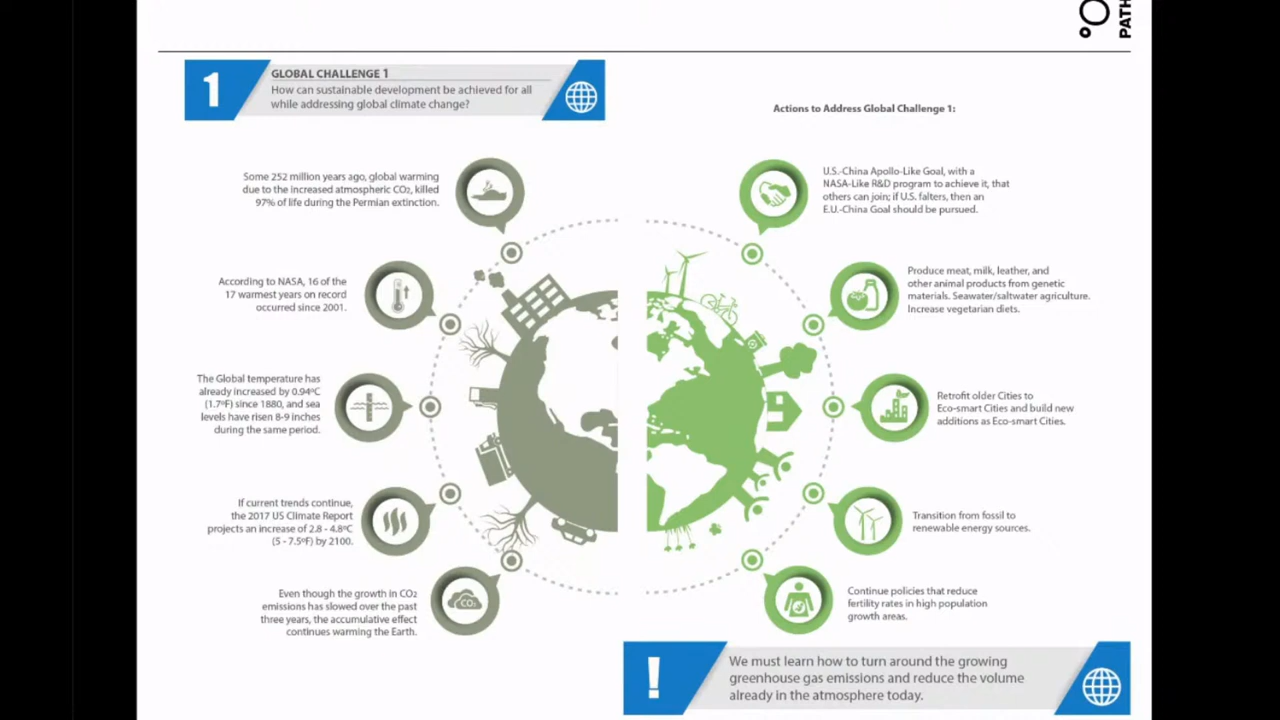 PATH
1
GLOBAL CHALLENGE 1
How can sustainable development be achieved for all
while addressing global climate change?
Some 252 million years ago, global warming
due to the increased atmospheric CO₂, killed
97% of life during the Permian extinction.
According to NASA, 16 of the
17 warmest years on record
occurred since 2001.
The Global temperature has
already increased by 0.94ºC
(1.7ºF) since 1880, and sea
levels have risen 8-9 inches
during the same period.
If current trends continue,
the 2017 US Climate Report
projects an increase of 2.8 - 4.8ºC
(5 - 7.5ºF) by 2100.
CO₂
Even though the growth in CO₂
emissions has slowed over the past
three years, the accumulative effect
continues warming the Earth.
Actions to Address Global Challenge 1:
U.S.-China Apollo-Like Goal, with a
NASA-Like R&D program to achieve it, that
others can join; if U.S. falters, then an
E.U.-China Goal should be pursued.
Produce meat, milk, leather, and
other animal products from genetic
materials. Seawater/saltwater agriculture.
Increase vegetarian diets.
Retrofit older Cities to
Eco-smart Cities and build new
additions as Eco-smart Cities.
Transition from fossil to
renewable energy sources.
Continue policies that reduce
fertility rates in high population
growth areas.
!
We must learn how to turn around the growing
greenhouse gas emissions and reduce the volume
already in the atmosphere today.